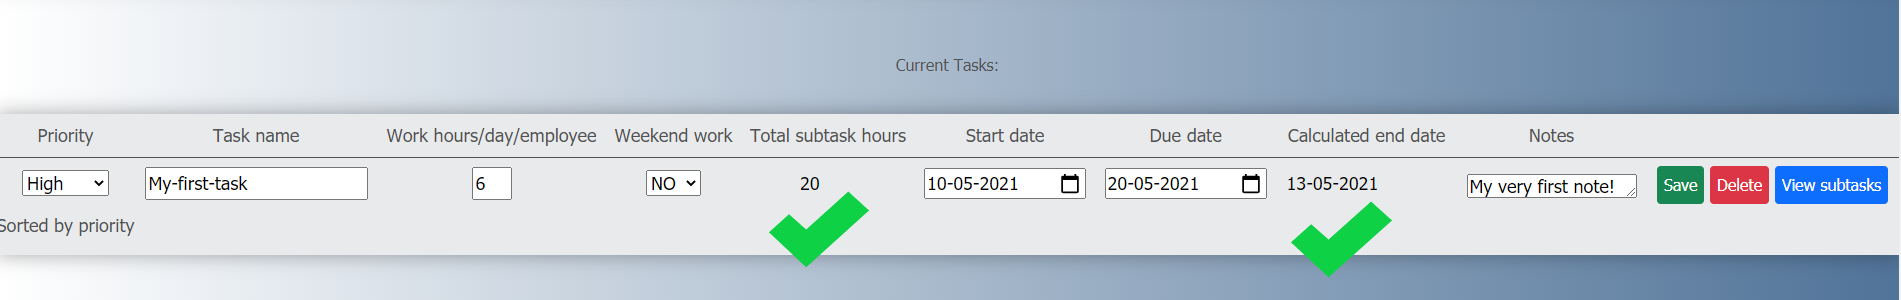 Current Tasks:
Priority Task name Work hours/day/employee Weekend work Total subtask hours Start date Due date Calculated end date Notes
High My-first-task 6 NO 20 10-05-2021 20-05-2021 13-05-2021 My very first note! Save Delete View subtasks
Sorted by priority